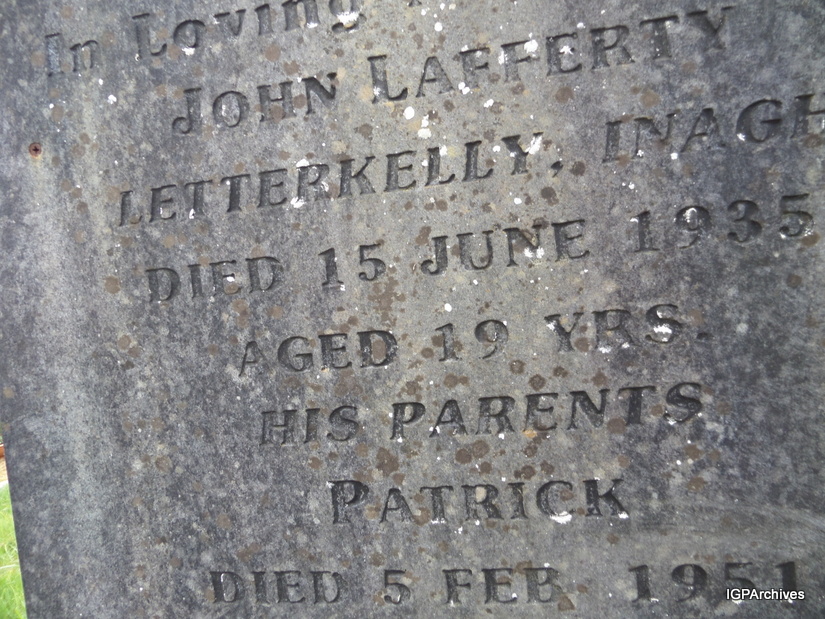 In Loving
JOHN LAFFERTY
LETTERKELLY, INAGH
DIED 15 JUNE 1935
AGED 19 YRS.
HIS PARENTS
PATRICK
DIED 5 FEB 1951
IGPArchives